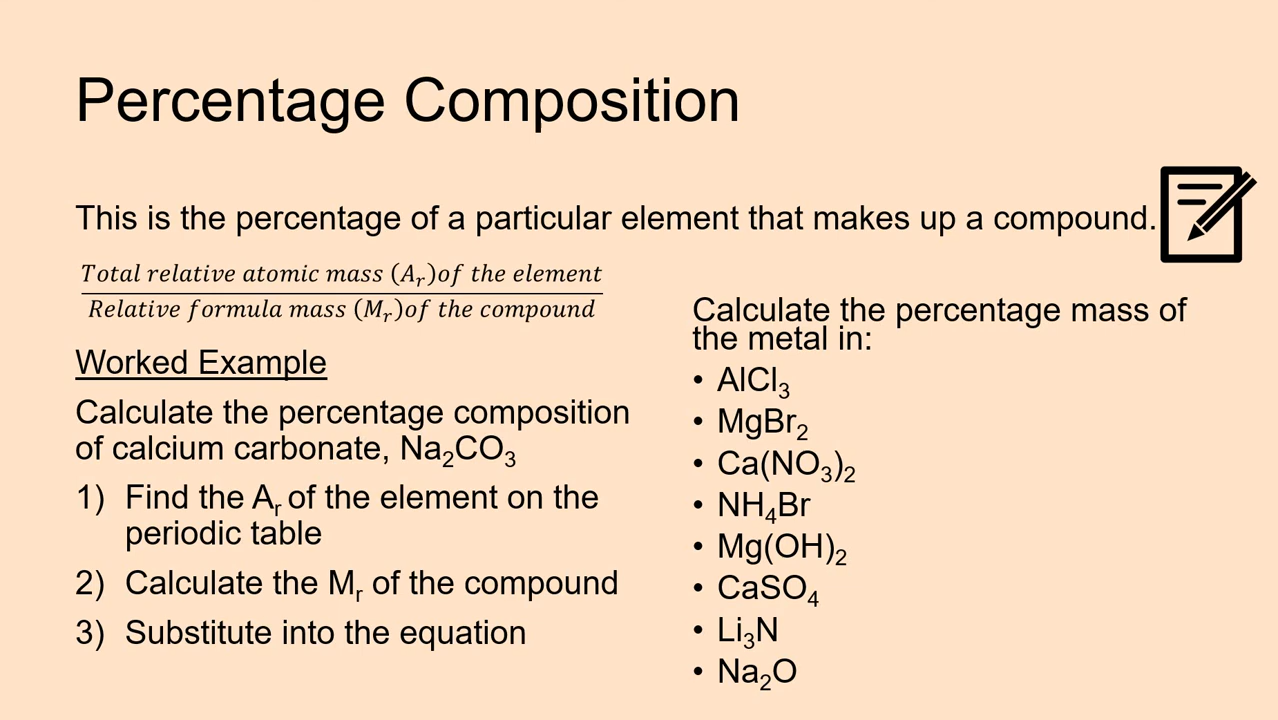 Percentage Composition
This is the percentage of a particular element that makes up a compound.
Total relative atomic mass (Aᵣ)of the element
Relative formula mass (Mᵣ)of the compound
Worked Example
Calculate the percentage composition
of calcium carbonate, Na₂CO₃
1) Find the Aᵣ of the element on the
periodic table
2) Calculate the Mᵣ of the compound
3) Substitute into the equation
Calculate the percentage mass of
the metal in:
• AlCl₃
• MgBr₂
• Ca(NO₃)₂
• NH₄Br
• Mg(OH)₂
• CaSO₄
• Li₃N
• Na₂O